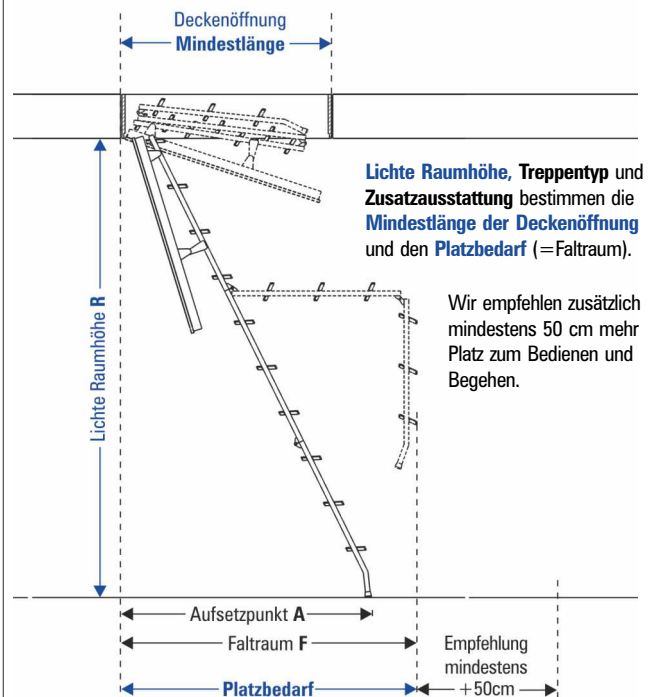 Deckenöffnung
Mindestlänge
Lichte Raumhöhe, Treppentyp und
Zusatzausstattung bestimmen die
Mindestlänge der Deckenöffnung
und den Platzbedarf (=Faltraum).
Wir empfehlen zusätzlich
mindestens 50 cm mehr
Platz zum Bedienen und
Begehen.
Lichte Raumhöhe R
Aufsetzpunkt A
Faltraum F
Platzbedarf
Empfehlung
mindestens
+50cm